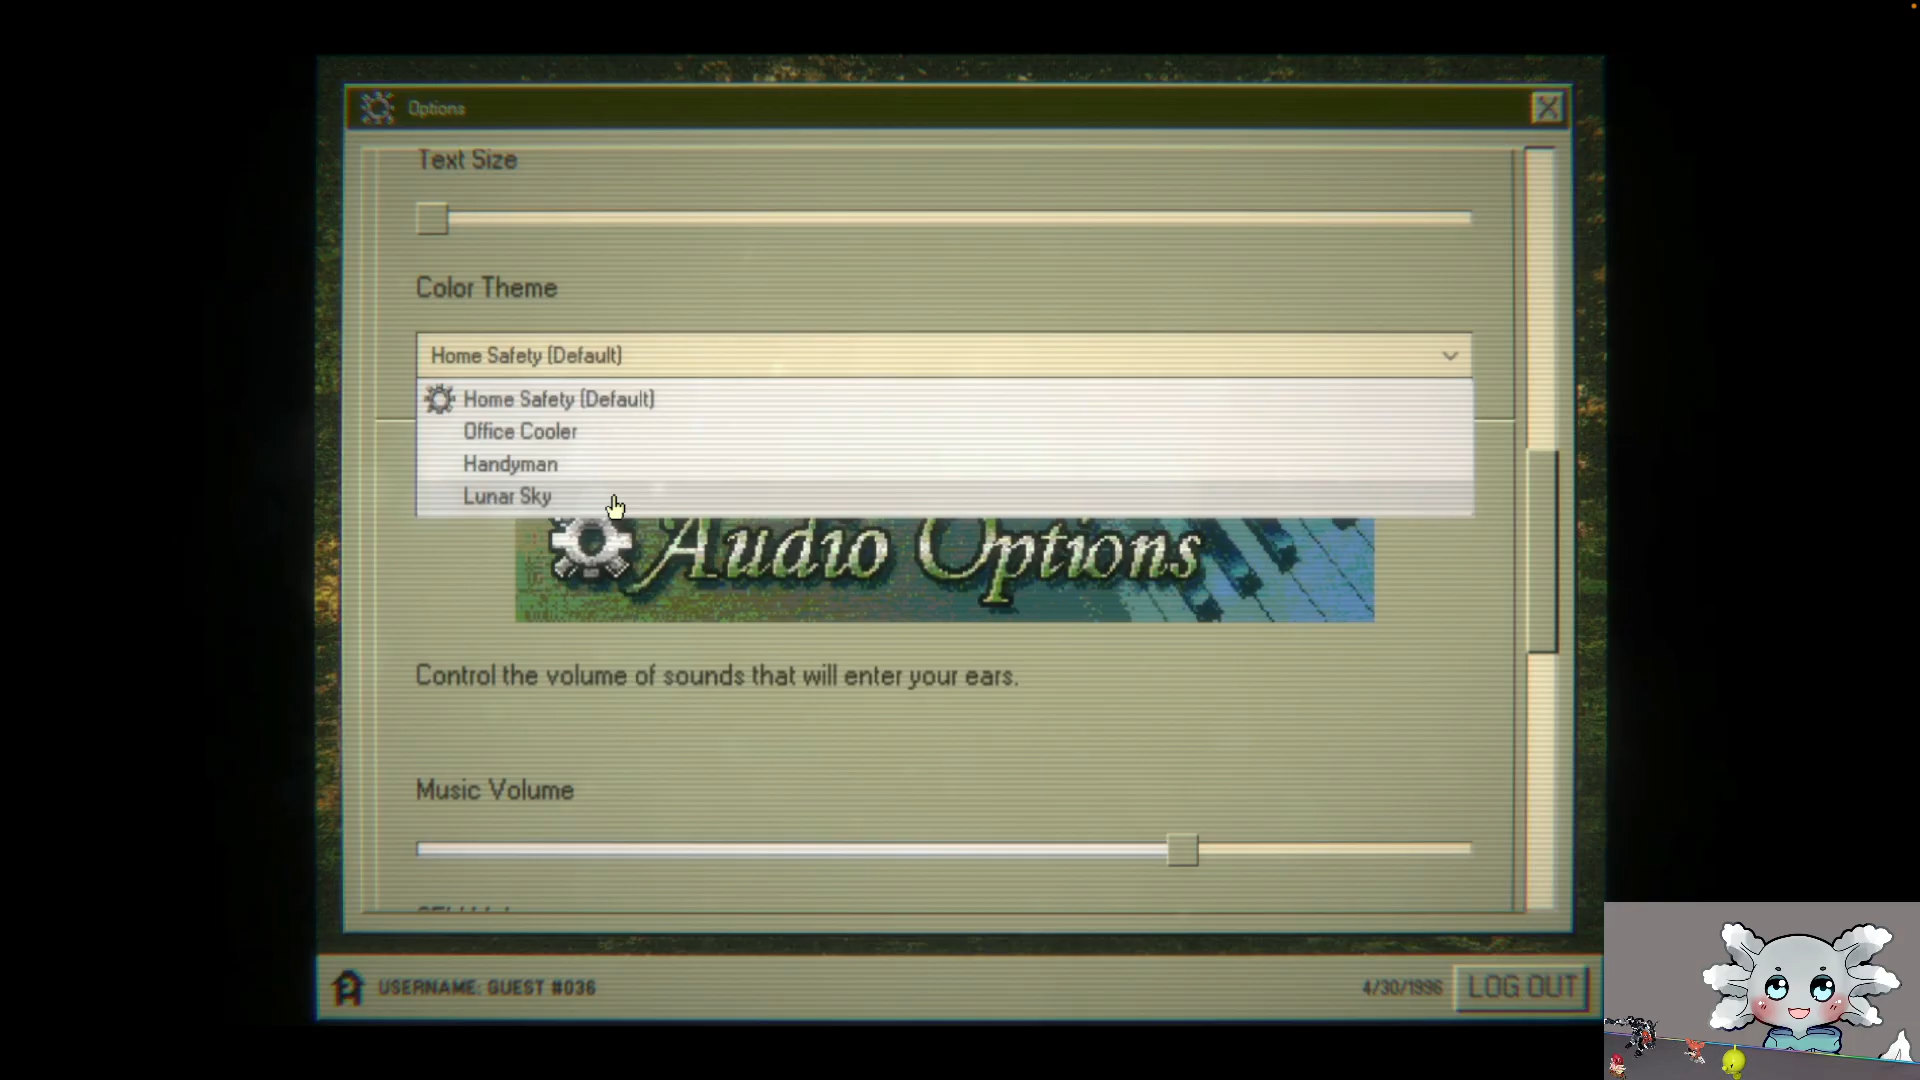 Options
Text Size
Color Theme
Home Safety (Default)
Home Safety (Default)
Office Cooler
Handyman
Lunar Sky
Audio Options
Control the volume of sounds that will enter your ears.
Music Volume
USERNAME: GUEST #036
4/30/1996
LOG OUT